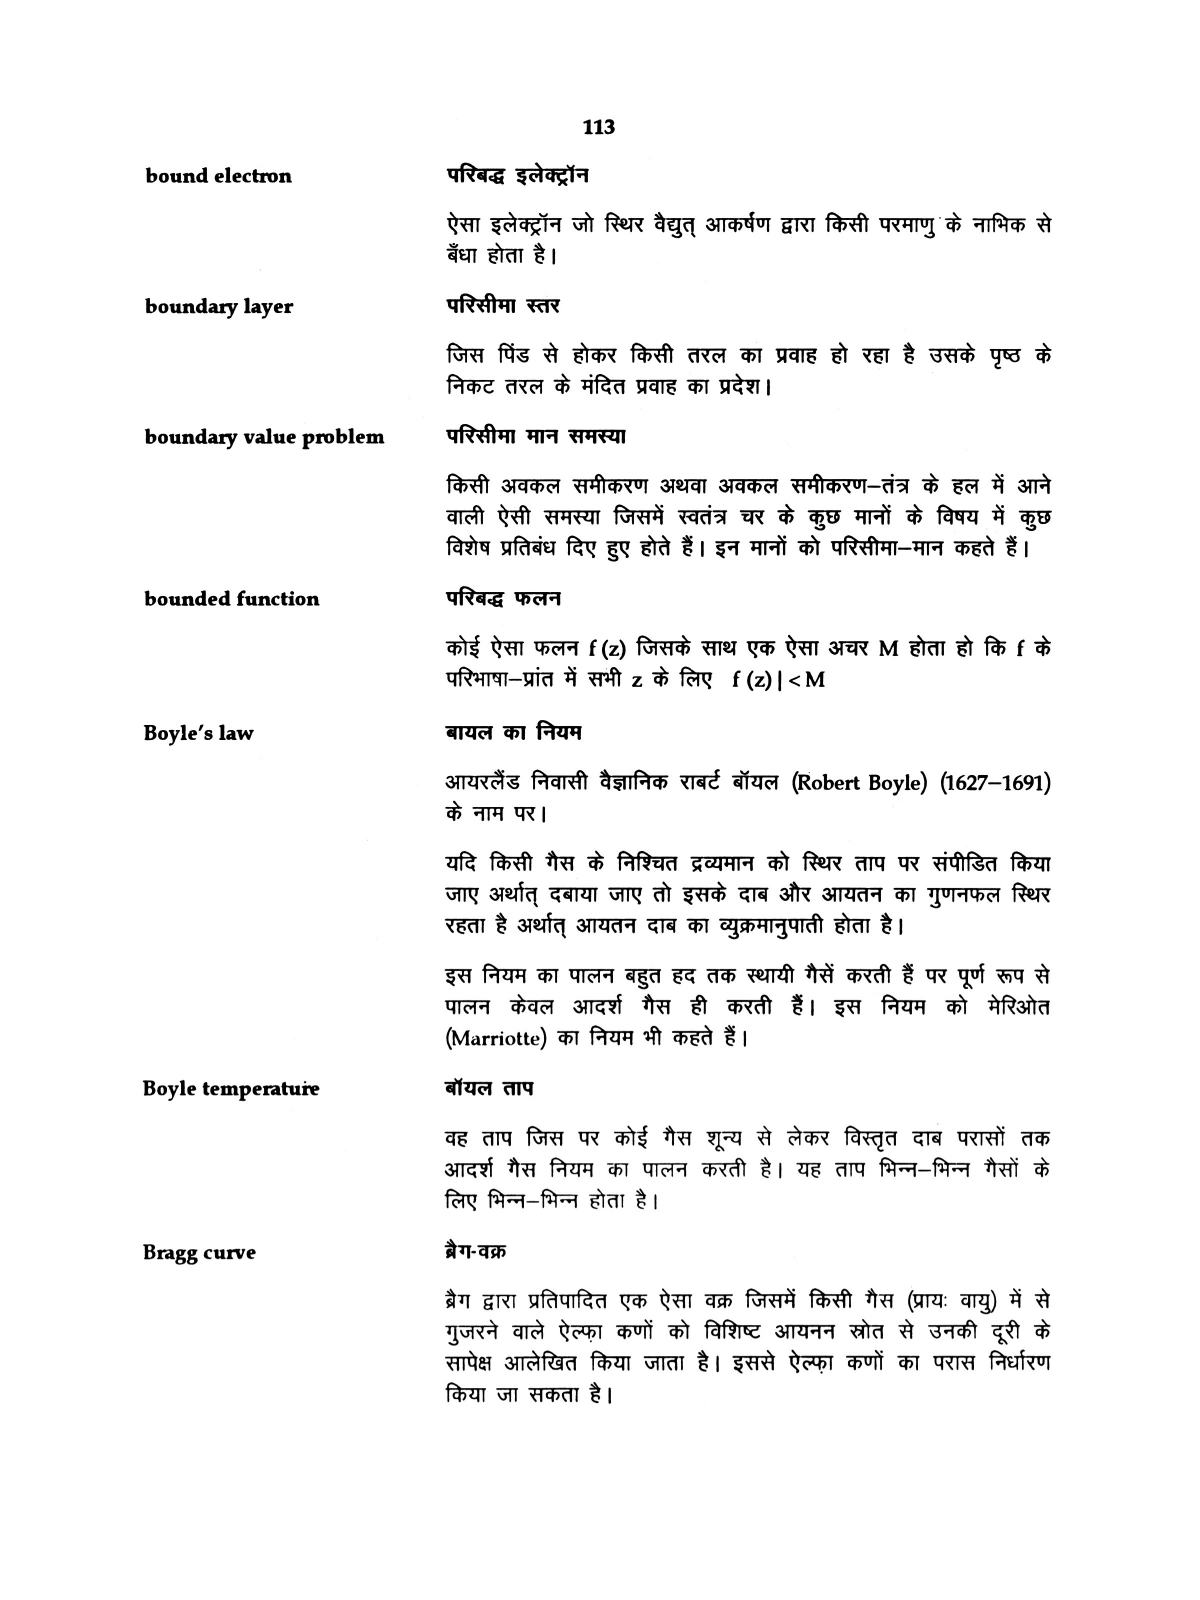 113
bound electron परिबद्ध इलेक्ट्रॉन
ऐसा इलेक्ट्रॉन जो स्थिर वैद्युत् आकर्षण द्वारा किसी परमाणु के नाभिक से
बँधा होता है।
boundary layer परिसीमा स्तर
जिस पिंड से होकर किसी तरल का प्रवाह हो रहा है उसके पृष्ठ के
निकट तरल के मंदित प्रवाह का प्रदेश।
boundary value problem परिसीमा मान समस्या
किसी अवकल समीकरण अथवा अवकल समीकरण–तंत्र के हल में आने
वाली ऐसी समस्या जिसमें स्वतंत्र चर के कुछ मानों के विषय में कुछ
विशेष प्रतिबंध दिए हुए होते हैं। इन मानों को परिसीमा–मान कहते हैं।
bounded function परिबद्ध फलन
कोई ऐसा फलन f (z) जिसके साथ एक ऐसा अचर M होता हो कि f के
परिभाषा–प्रांत में सभी z के लिए f (z) | < M
Boyle's law बायल का नियम
आयरलैंड निवासी वैज्ञानिक राबर्ट बॉयल (Robert Boyle) (1627–1691)
के नाम पर।
यदि किसी गैस के निश्चित द्रव्यमान को स्थिर ताप पर संपीडित किया
जाए अर्थात् दबाया जाए तो इसके दाब और आयतन का गुणनफल स्थिर
रहता है अर्थात् आयतन दाब का व्युक्रमानुपाती होता है।
इस नियम का पालन बहुत हद तक स्थायी गैसें करती हैं पर पूर्ण रूप से
पालन केवल आदर्श गैस ही करती हैं। इस नियम को मेरिओत
(Marriotte) का नियम भी कहते हैं।
Boyle temperature बॉयल ताप
वह ताप जिस पर कोई गैस शून्य से लेकर विस्तृत दाब परासों तक
आदर्श गैस नियम का पालन करती है। यह ताप भिन्न–भिन्न गैसों के
लिए भिन्न–भिन्न होता है।
Bragg curve ब्रैग-वक्र
ब्रैग द्वारा प्रतिपादित एक ऐसा वक्र जिसमें किसी गैस (प्रायः वायु) में से
गुजरने वाले ऐल्फ़ा कणों को विशिष्ट आयनन स्रोत से उनकी दूरी के
सापेक्ष आलेखित किया जाता है। इससे ऐल्फ़ा कणों का परास निर्धारण
किया जा सकता है।